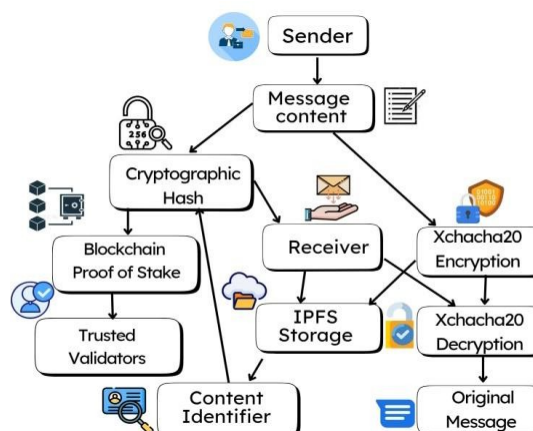 Sender
Message
content
256
Cryptographic
Hash
Receiver
Xchacha20
Encryption
Blockchain
Proof of Stake
IPFS
Storage
Xchacha20
Decryption
Trusted
Validators
Content
Identifier
Original
Message